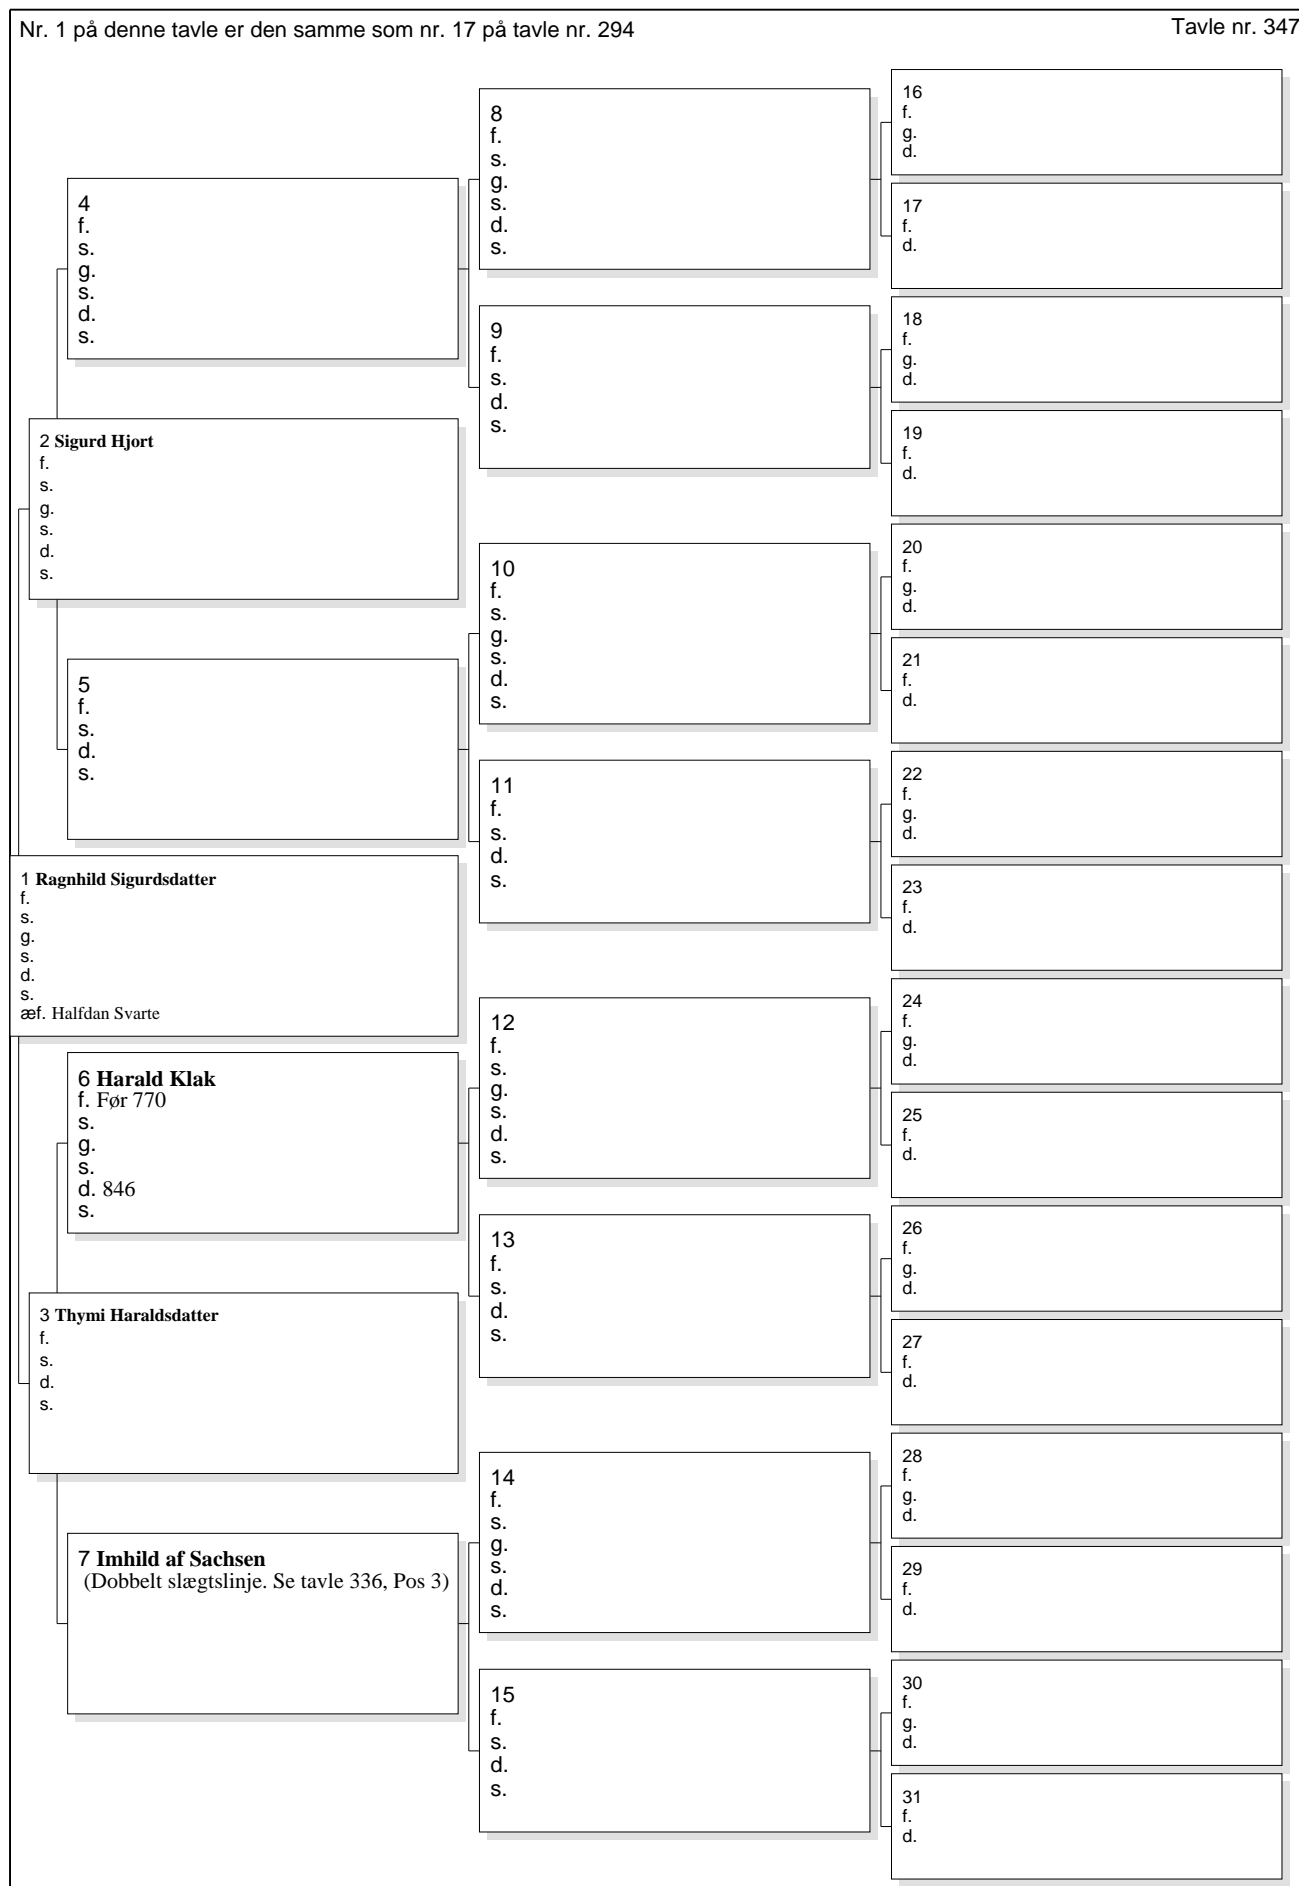 Nr. 1 på denne tavle er den samme som nr. 17 på tavle nr. 294
Tavle nr. 347
4
f.
s.
g.
s.
d.
s.
2 Sigurd Hjort
f.
s.
g.
s.
d.
s.
5
f.
s.
d.
s.
1 Ragnhild Sigurdsdatter
f.
s.
g.
s.
d.
s.
æf. Halfdan Svarte
6 Harald Klak
f. Før 770
s.
g.
s.
d. 846
s.
3 Thymi Haraldsdatter
f.
s.
d.
s.
7 Imhild af Sachsen
(Dobbelt slægtslinje. Se tavle 336, Pos 3)
8
f.
s.
g.
s.
d.
s.
9
f.
s.
d.
s.
10
f.
s.
g.
s.
d.
s.
11
f.
s.
d.
s.
12
f.
s.
g.
s.
d.
s.
13
f.
s.
d.
s.
14
f.
s.
g.
s.
d.
s.
15
f.
s.
d.
s.
16
f.
g.
d.
17
f.
d.
18
f.
g.
d.
19
f.
d.
20
f.
g.
d.
21
f.
d.
22
f.
g.
d.
23
f.
d.
24
f.
g.
d.
25
f.
d.
26
f.
g.
d.
27
f.
d.
28
f.
g.
d.
29
f.
d.
30
f.
g.
d.
31
f.
d.